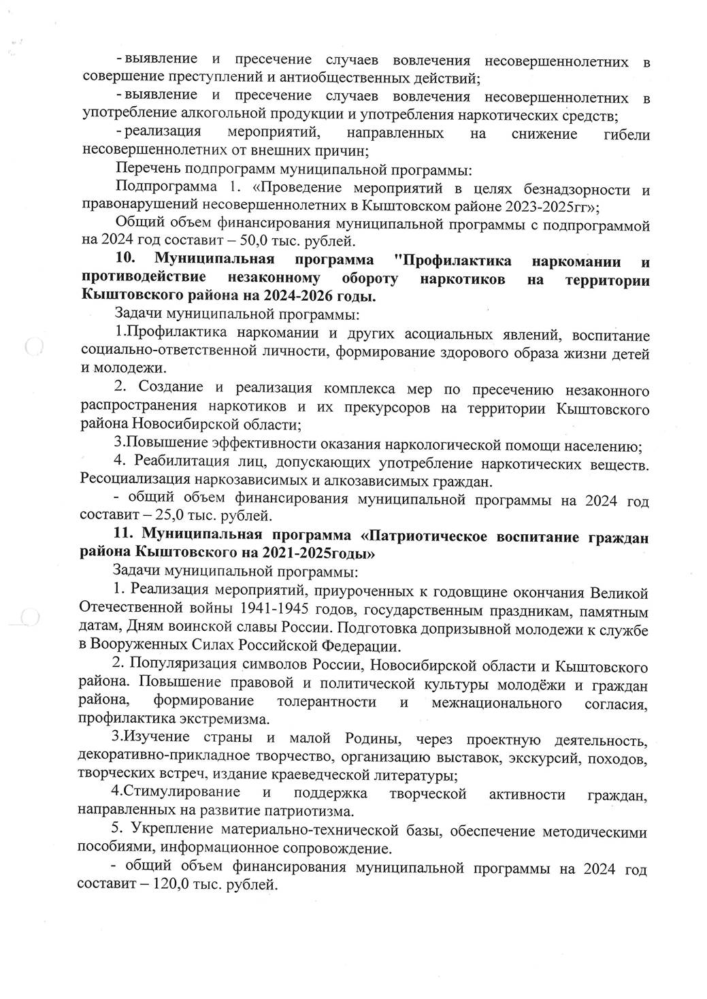 - выявление и пресечение случаев вовлечения несовершеннолетних в
совершение преступлений и антиобщественных действий;
- выявление и пресечение случаев вовлечения несовершеннолетних в
употребление алкогольной продукции и употребления наркотических средств;
- реализация мероприятий, направленных на снижение гибели
несовершеннолетних от внешних причин;
Перечень подпрограмм муниципальной программы:
Подпрограмма 1. «Проведение мероприятий в целях безнадзорности и
правонарушений несовершеннолетних в Кыштовском районе 2023-2025гг»;
Общий объем финансирования муниципальной программы с подпрограммой
на 2024 год составит – 50,0 тыс. рублей.
10. Муниципальная программа "Профилактика наркомании и
противодействие незаконному обороту наркотиков на территории
Кыштовского района на 2024-2026 годы.
Задачи муниципальной программы:
1.Профилактика наркомании и других асоциальных явлений, воспитание
социально-ответственной личности, формирование здорового образа жизни детей
и молодежи.
2. Создание и реализация комплекса мер по пресечению незаконного
распространения наркотиков и их прекурсоров на территории Кыштовского
района Новосибирской области;
3.Повышение эффективности оказания наркологической помощи населению;
4. Реабилитация лиц, допускающих употребление наркотических веществ.
Ресоциализация наркозависимых и алкозависимых граждан.
- общий объем финансирования муниципальной программы на 2024 год
составит – 25,0 тыс. рублей.
11. Муниципальная программа «Патриотическое воспитание граждан
района Кыштовского на 2021-2025годы»
Задачи муниципальной программы:
1. Реализация мероприятий, приуроченных к годовщине окончания Великой
Отечественной войны 1941-1945 годов, государственным праздникам, памятным
датам, Дням воинской славы России. Подготовка допризывной молодежи к службе
в Вооруженных Силах Российской Федерации.
2. Популяризация символов России, Новосибирской области и Кыштовского
района. Повышение правовой и политической культуры молодёжи и граждан
района, формирование толерантности и межнационального согласия,
профилактика экстремизма.
3.Изучение страны и малой Родины, через проектную деятельность,
декоративно-прикладное творчество, организацию выставок, экскурсий, походов,
творческих встреч, издание краеведческой литературы;
4.Стимулирование и поддержка творческой активности граждан,
направленных на развитие патриотизма.
5. Укрепление материально-технической базы, обеспечение методическими
пособиями, информационное сопровождение.
- общий объем финансирования муниципальной программы на 2024 год
составит – 120,0 тыс. рублей.